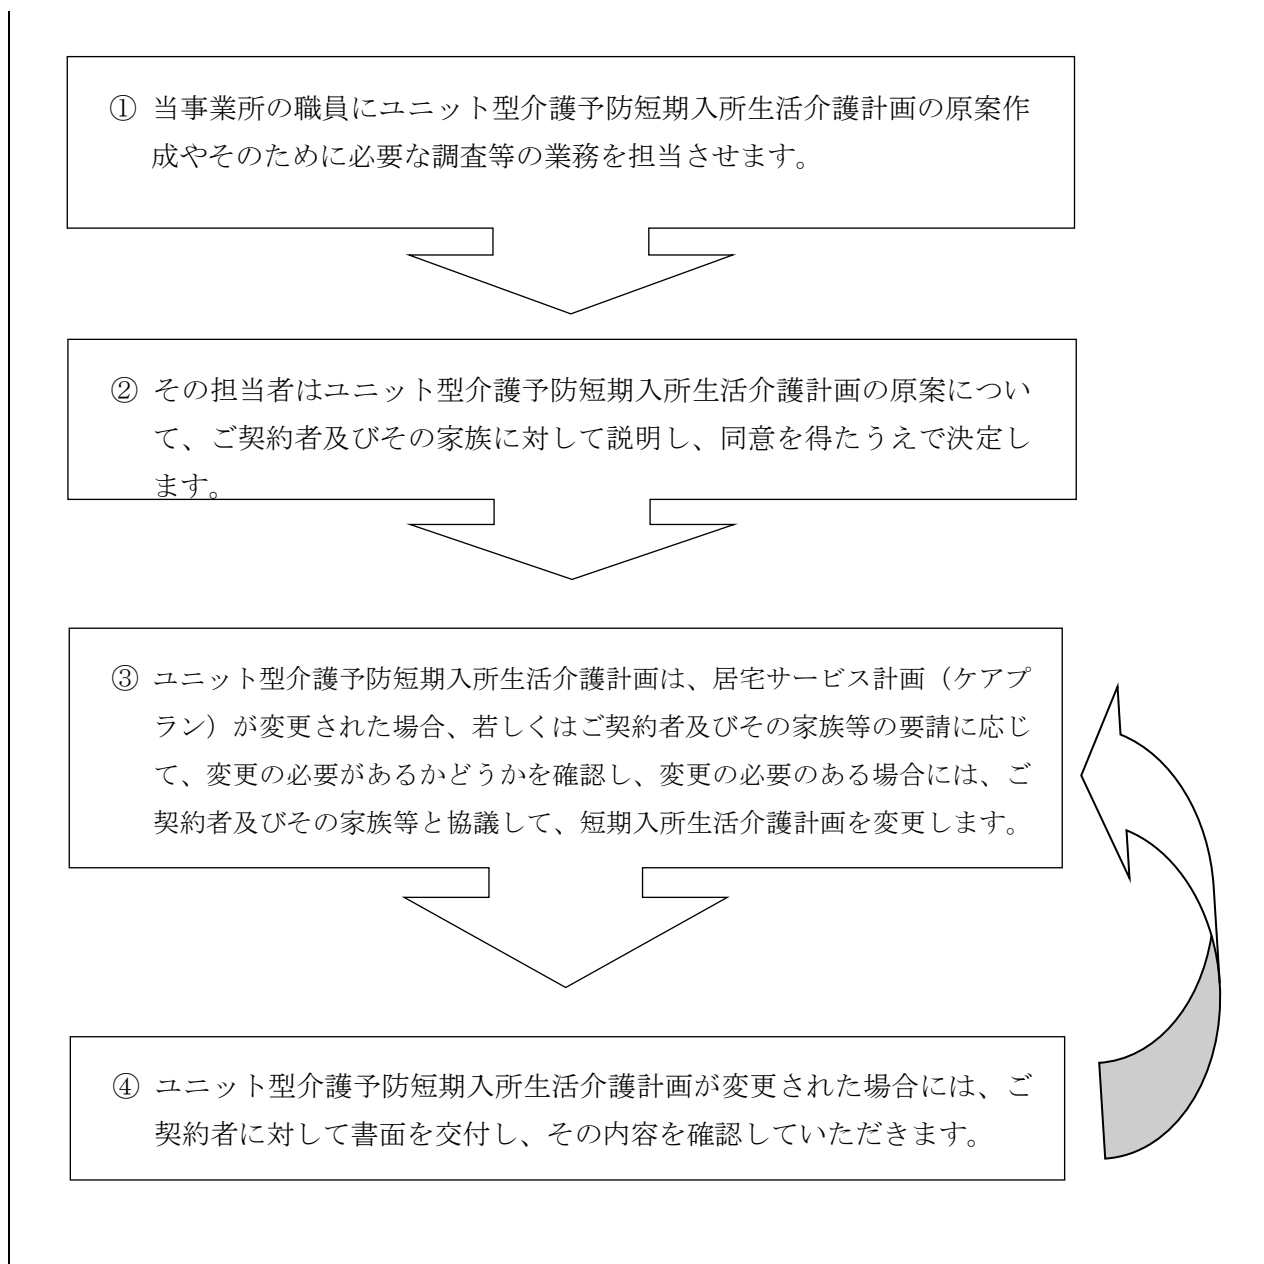 ① 当事業所の職員にユニット型介護予防短期入所生活介護計画の原案作
成やそのために必要な調査等の業務を担当させます。
② その担当者はユニット型介護予防短期入所生活介護計画の原案につい
て、ご契約者及びその家族に対して説明し、同意を得たうえで決定し
ます。
③ ユニット型介護予防短期入所生活介護計画は、居宅サービス計画（ケアプ
ラン）が変更された場合、若しくはご契約者及びその家族等の要請に応じ
て、変更の必要があるかどうかを確認し、変更の必要のある場合には、ご
契約者及びその家族等と協議して、短期入所生活介護計画を変更します。
④ ユニット型介護予防短期入所生活介護計画が変更された場合には、ご
契約者に対して書面を交付し、その内容を確認していただきます。